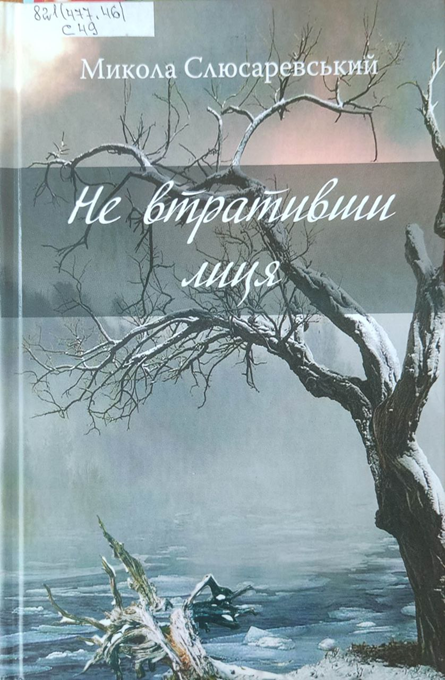 821(477.46)
С49
Микола Слюсаревський
Не втративши
лиця